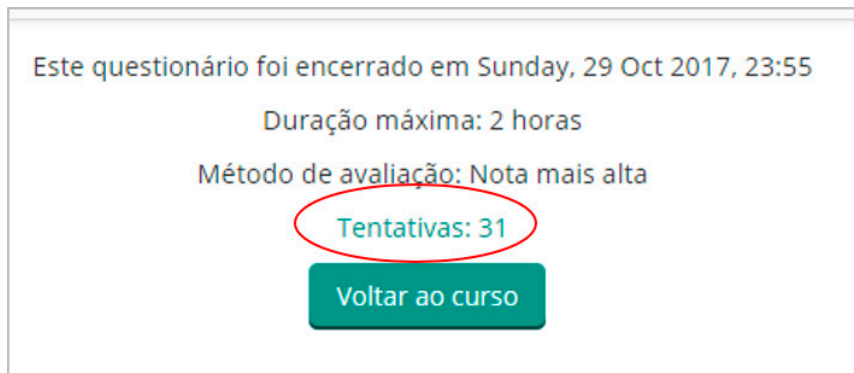 Este questionário foi encerrado em Sunday, 29 Oct 2017, 23:55
Duração máxima: 2 horas
Método de avaliação: Nota mais alta
Tentativas: 31
Voltar ao curso